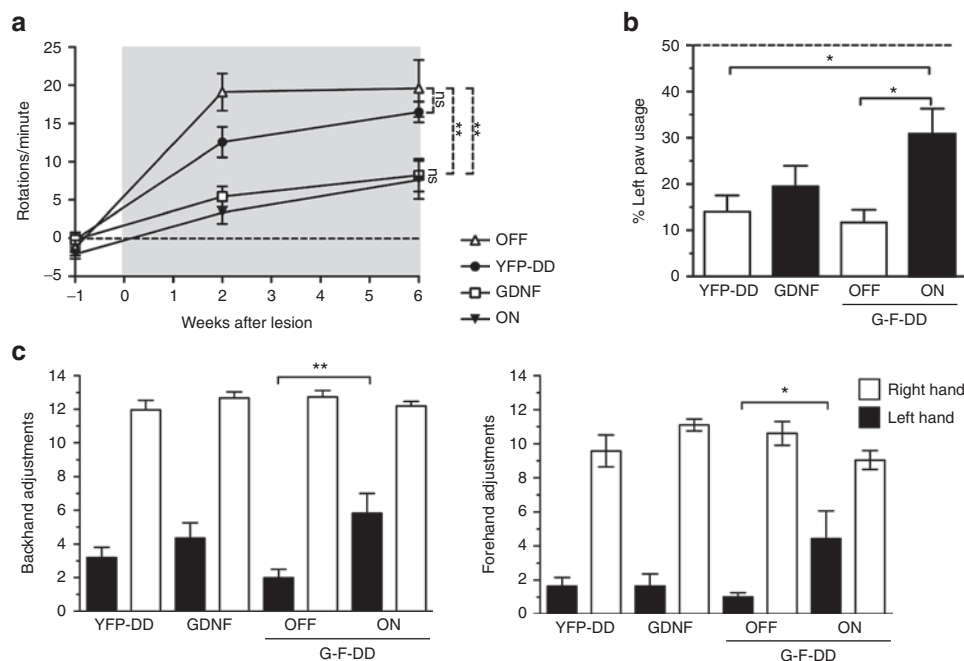 a
Rotations/minute
25
20
15
10
5
0
−5
−1 0 1 2 3 4 5 6
Weeks after lesion
ns
**
**
ns
OFF
YFP-DD
GDNF
ON
b
% Left paw usage
50
40
30
20
10
0
*
*
YFP-DD GDNF OFF ON
G-F-DD
c
Backhand adjustments
14
12
10
8
6
4
2
0
**
YFP-DD GDNF OFF ON
G-F-DD
Forehand adjustments
14
12
10
8
6
4
2
0
*
YFP-DD GDNF OFF ON
G-F-DD
Right hand
Left hand